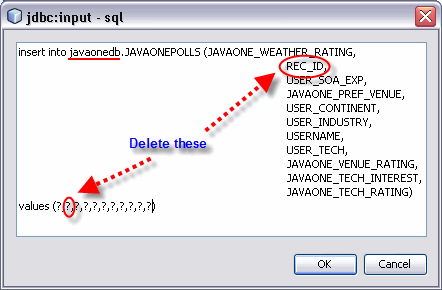 jdbc:input - sql
insert into javaonedb.JAVAONEPOLLS (JAVAONE_WEATHER_RATING,
REC_ID,
USER_SOA_EXP,
JAVAONE_PREF_VENUE,
USER_CONTINENT,
USER_INDUSTRY,
USERNAME,
USER_TECH,
JAVAONE_VENUE_RATING,
JAVAONE_TECH_INTEREST,
JAVAONE_TECH_RATING)
Delete these
values (?,?,?,?,?,?,?,?,?,?,?)
OK Cancel